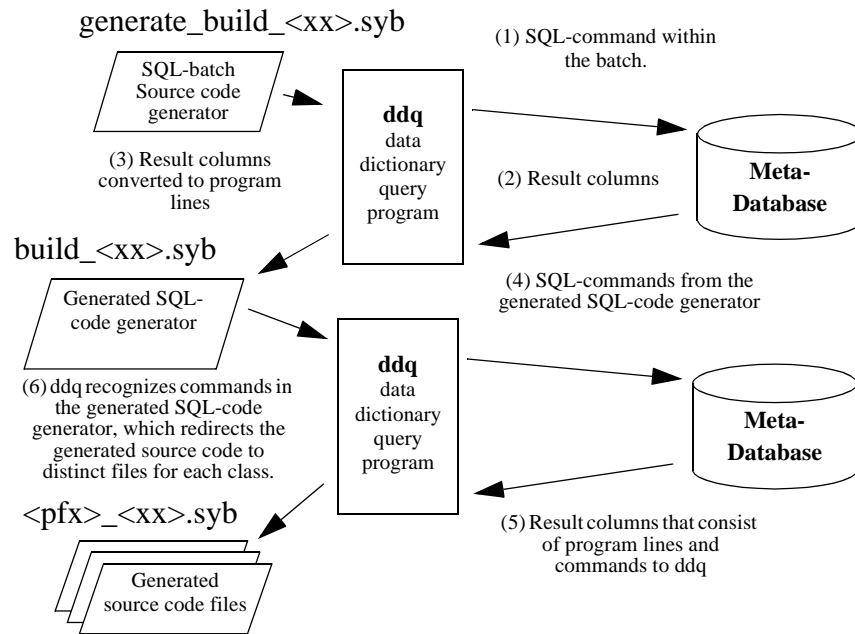 generate_build_<xx>.syb
SQL-batch
Source code
generator
(1) SQL-command within
the batch.
ddq
data
dictionary
query
program
(3) Result columns
converted to program
lines
(2) Result columns
Meta-
Database
build_<xx>.syb
Generated SQL-
code generator
(4) SQL-commands from the
generated SQL-code generator
ddq
data
dictionary
query
program
(6) ddq recognizes commands in
the generated SQL-code
generator, which redirects the
generated source code to
distinct files for each class.
Meta-
Database
<pfx>_<xx>.syb
Generated
source code files
(5) Result columns that consist
of program lines and
commands to ddq